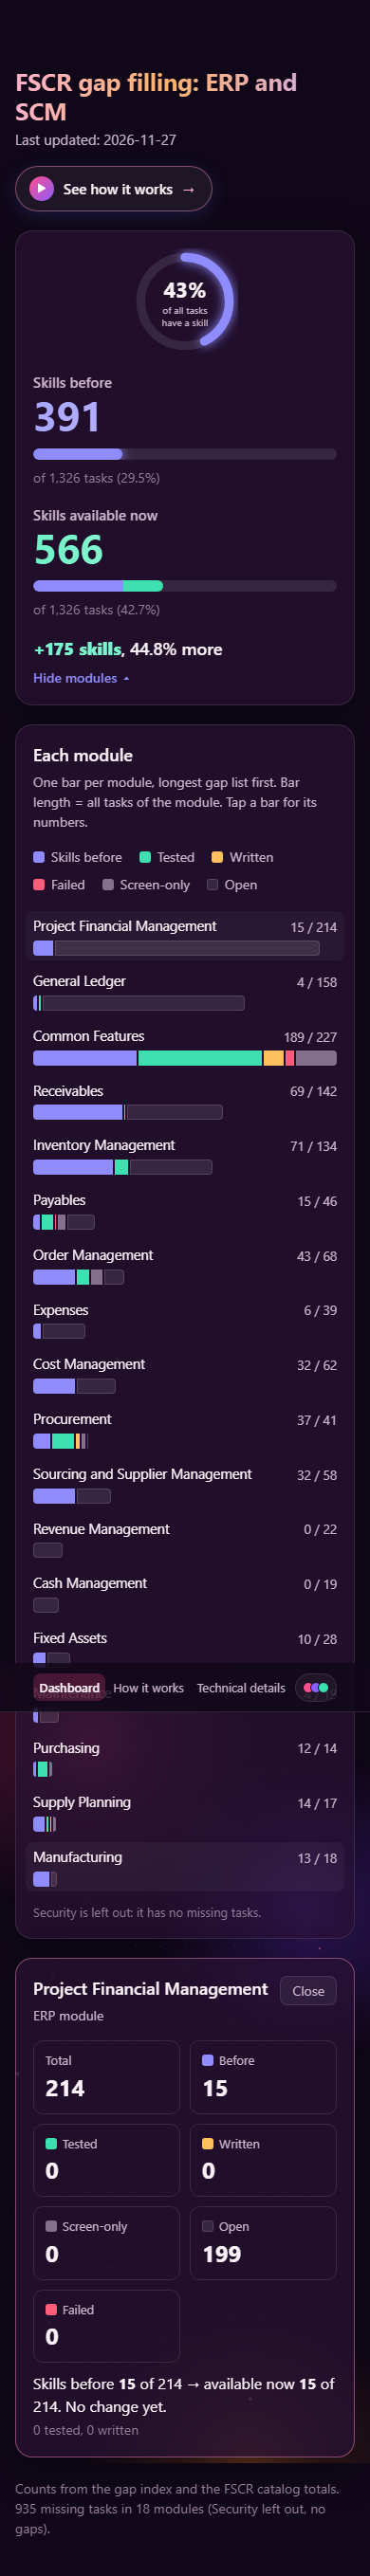 FSCR gap filling: ERP and
SCM
Last updated: 2026-11-27
See how it works →
43%
of all tasks
have a skill
Skills before
391
of 1,326 tasks (29.5%)
Skills available now
566
of 1,326 tasks (42.7%)
+175 skills, 44.8% more
Hide modules
Each module
One bar per module, longest gap list first. Bar
length = all tasks of the module. Tap a bar for its
numbers.
Skills before Tested Written
Failed Screen-only Open
Project Financial Management 15 / 214
General Ledger 4 / 158
Common Features 189 / 227
Receivables 69 / 142
Inventory Management 71 / 134
Payables 15 / 46
Order Management 43 / 68
Expenses 6 / 39
Cost Management 32 / 62
Procurement 37 / 41
Sourcing and Supplier Management 32 / 58
Revenue Management 0 / 22
Cash Management 0 / 19
Fixed Assets 10 / 28
Dashboard How it works Technical details
Purchasing 12 / 14
Supply Planning 14 / 17
Manufacturing 13 / 18
Security is left out: it has no missing tasks.
Project Financial Management Close
ERP module
Total Before
214 15
Tested Written
0 0
Screen-only Open
0 199
Failed
0
Skills before 15 of 214 → available now 15 of
214. No change yet.
0 tested, 0 written
Counts from the gap index and the FSCR catalog totals.
935 missing tasks in 18 modules (Security left out, no
gaps).